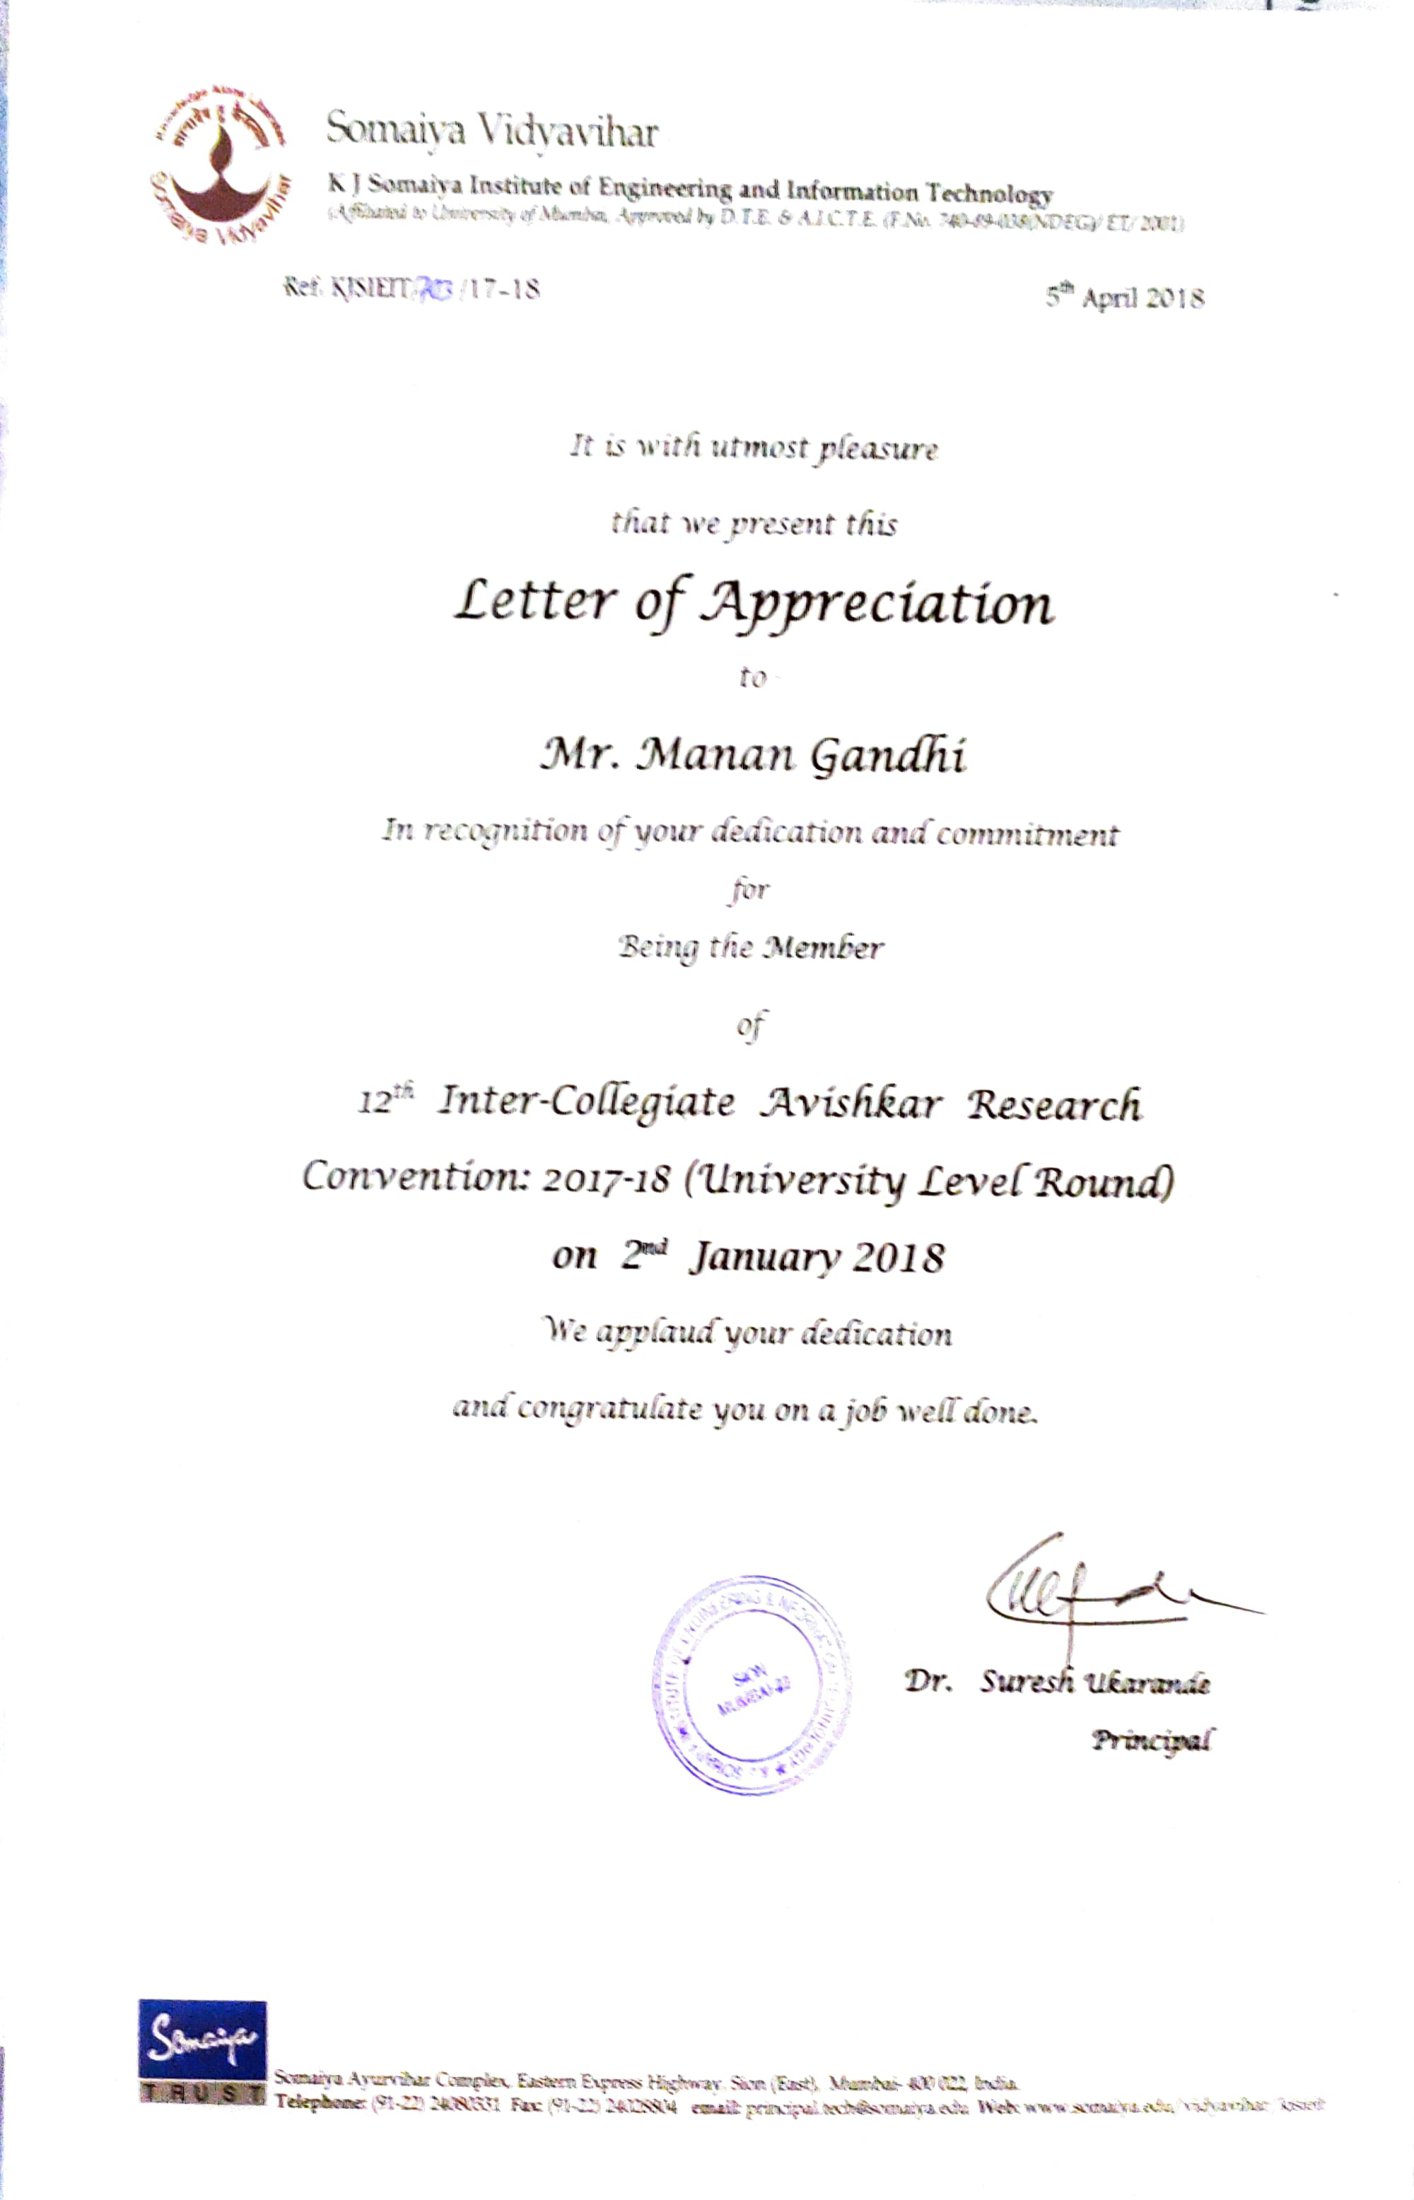 Somaiya Vidyavihar
K J Somaiya Institute of Engineering and Information Technology
(Affiliated to University of Mumbai, Approved by D.T.E. & A.I.C.T.E. (F.No. 740-89-038(NDEG)/ ET/ 2001)
Somaiya Vidyavihar
Ref. KJSIEIT/703/17-18
5th April 2018
It is with utmost pleasure
that we present this
Letter of Appreciation
to
Mr. Manan Gandhi
In recognition of your dedication and commitment
for
Being the Member
of
12th Inter-Collegiate Avishkar Research
Convention: 2017-18 (University Level Round)
on 2nd January 2018
We applaud your dedication
and congratulate you on a job well done.
SION
MUMBAI-22
Dr. Suresh Ukarande
Principal
Somaiya
TRUST
Somaiya Ayurvihar Complex, Eastern Express Highway, Sion (East), Mumbai- 400 022, India.
Telephone: (91-22) 24080331 Fax: (91-22) 24028804 email: principal.tech@somaiya.edu Web: www.somaiya.edu/vidyavihar/kjsieit